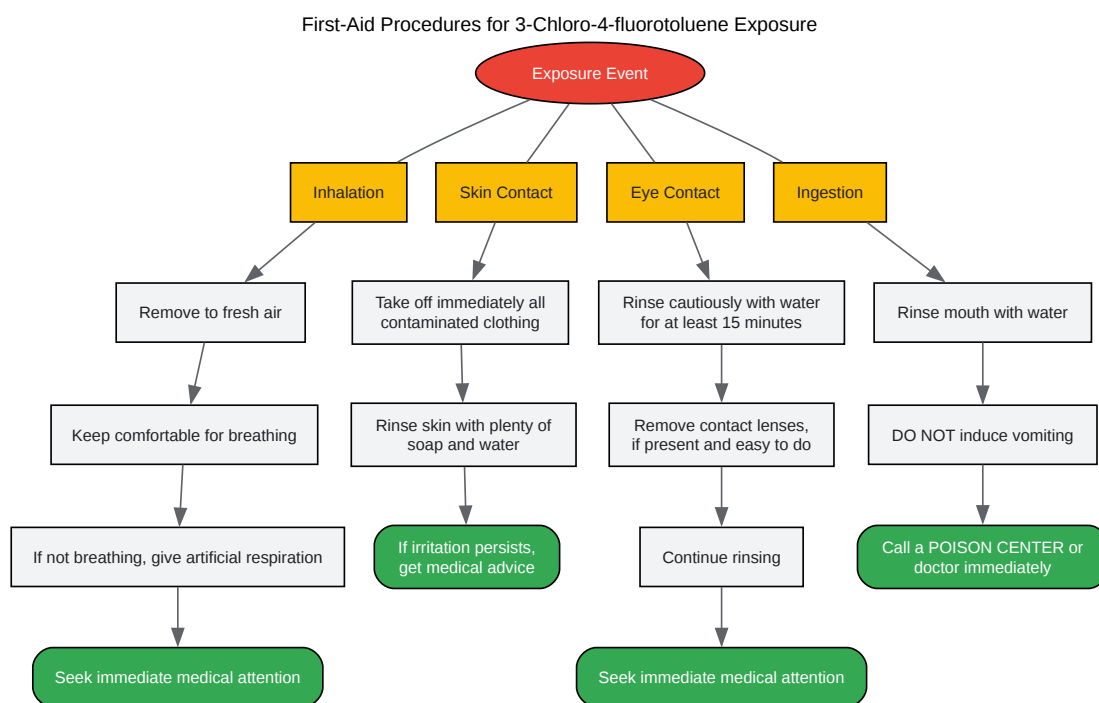 First-Aid Procedures for 3-Chloro-4-fluorotoluene Exposure
Exposure Event
Inhalation
Skin Contact
Eye Contact
Ingestion
Remove to fresh air
Take off immediately all
contaminated clothing
Rinse cautiously with water
for at least 15 minutes
Rinse mouth with water
Keep comfortable for breathing
Rinse skin with plenty of
soap and water
Remove contact lenses,
if present and easy to do
DO NOT induce vomiting
If not breathing, give artificial respiration
If irritation persists,
get medical advice
Continue rinsing
Call a POISON CENTER or
doctor immediately
Seek immediate medical attention
Seek immediate medical attention